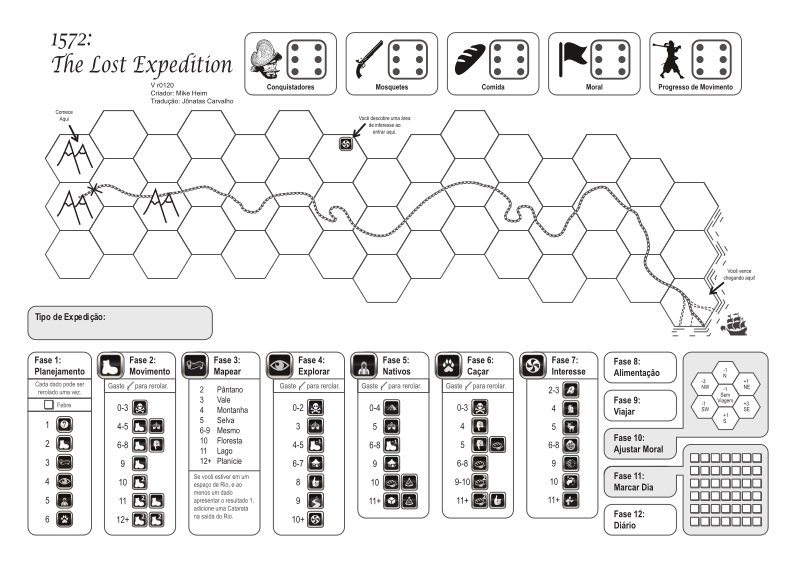 1572:
The Lost Expedition
V r0120
Criador: Mike Heim
Tradução: Jônatas Carvalho
Conquistadores
Mosquetes
Comida
Moral
Progresso de Movimento
Comece
Aqui
Você descobre uma área
de interesse ao
entrar aqui.
Você vence
chegando aqui!
Tipo de Expedição:
Fase 1:
Planejamento
Cada dado pode ser
rerolado uma vez.
Febre
1
2
3
4
5
6
Fase 2:
Movimento
Gaste para rerolar.
0-3
4-5
6-8
9
10
11
12+
Fase 3:
Mapear
2 Pântano
3 Vale
4 Montanha
5 Selva
6-9 Mesmo
10 Floresta
11 Lago
12+ Planície
Se você estiver em um
espaço de Rio, e ao
menos um dado
apresentar o resultado 1,
adicione uma Catarata
na saída do Rio.
Fase 4:
Explorar
Gaste para rerolar.
0-2
3
4-5
6-7
8
9
10+
Fase 5:
Nativos
0-4
5
6-8
9
10
11+
Fase 6:
Caçar
Gaste para rerolar.
0-3
4
5
6-8
9-10
11+
Fase 7:
Interesse
2-3
4
5
6-8
9
10
11+
Fase 8:
Alimentação
Fase 9:
Viajar
Fase 10:
Ajustar Moral
Fase 11:
Marcar Dia
Fase 12:
Diário
-1
N
-3
NW
+1
NE
-1
Sem
Viagem
-1
SW
+3
SE
+1
S